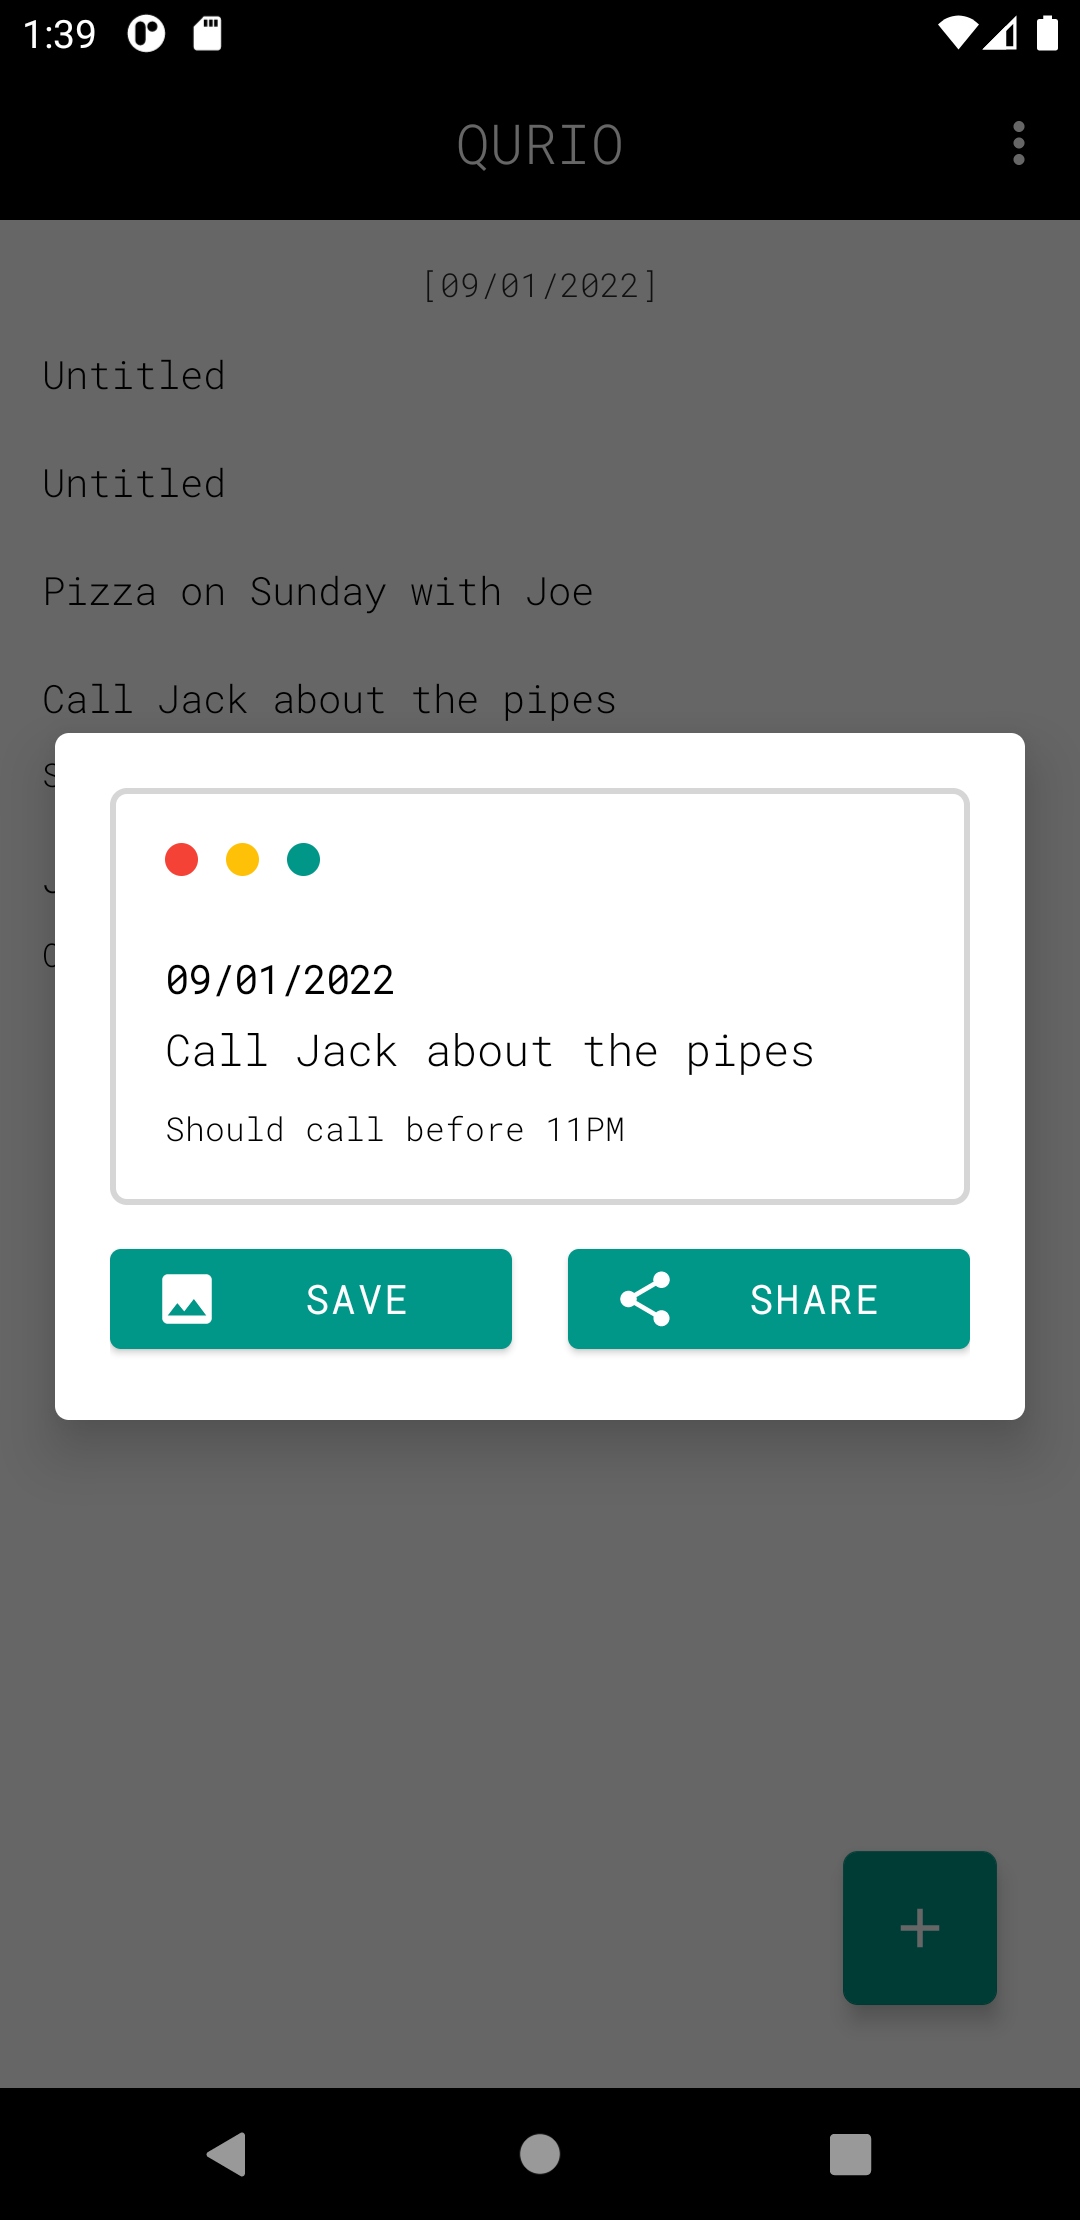 1:39
QURIO
[09/01/2022]
Untitled
Untitled
Pizza on Sunday with Joe
Call Jack about the pipes
09/01/2022
Call Jack about the pipes
Should call before 11PM
SAVE
SHARE